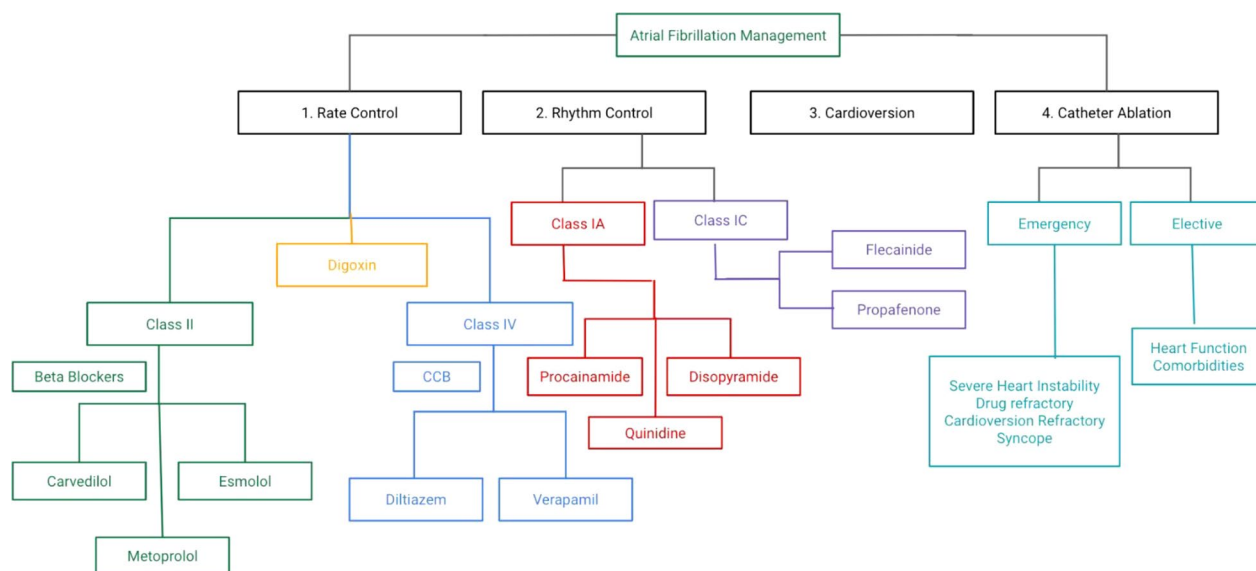 Atrial Fibrillation Management
1. Rate Control
2. Rhythm Control
3. Cardioversion
4. Catheter Ablation
Class IA
Class IC
Emergency
Elective
Digoxin
Flecainide
Propafenone
Class II
Class IV
Beta Blockers
CCB
Procainamide
Disopyramide
Quinidine
Heart Function
Comorbidities
Severe Heart Instability
Drug refractory
Cardioversion Refractory
Syncope
Carvedilol
Esmolol
Diltiazem
Verapamil
Metoprolol